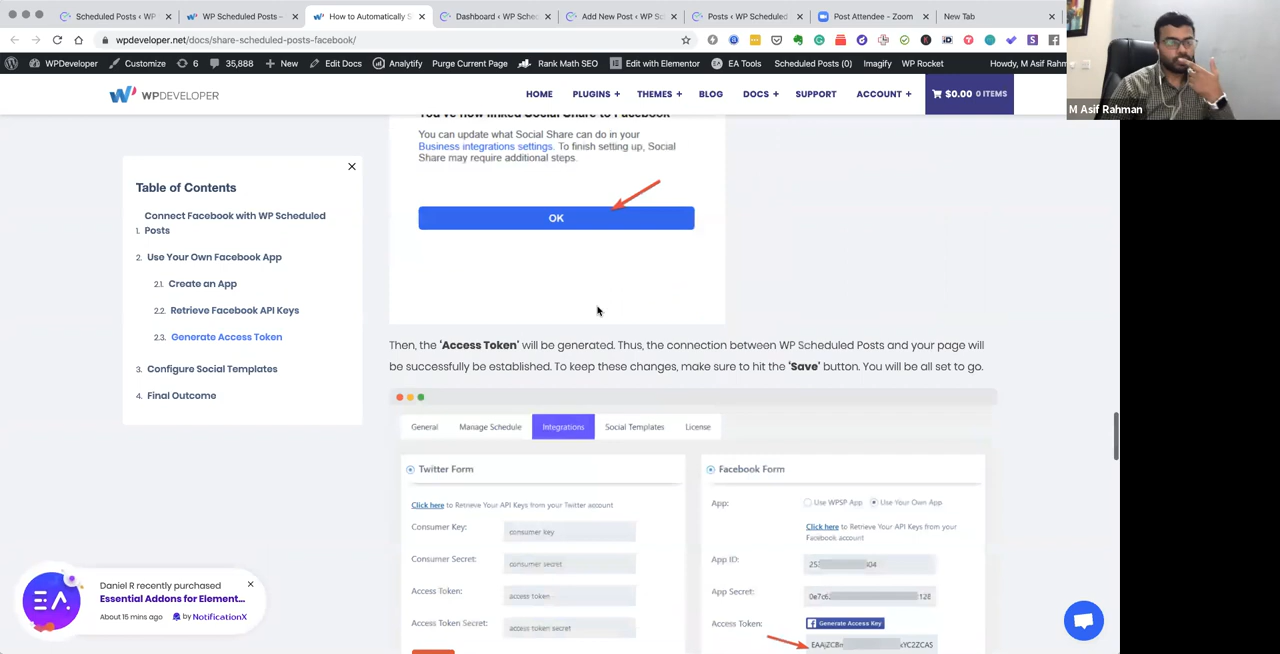 Scheduled Posts ‹ WP
WP Scheduled Posts –
How to Automatically S
Dashboard ‹ WP Sche
Add New Post ‹ WP Sc
Posts ‹ WP Scheduled
Post Attendee - Zoom
New Tab
wpdeveloper.net/docs/share-scheduled-posts-facebook/
WPDeveloper
Customize
6
35,888
New
Edit Docs
Analytify
Purge Current Page
Rank Math SEO
Edit with Elementor
EA Tools
Scheduled Posts (0)
Imagify
WP Rocket
Howdy, M Asif Rahm
M Asif Rahman
WPDEVELOPER
HOME
PLUGINS +
THEMES +
BLOG
DOCS +
SUPPORT
ACCOUNT +
$0.00 0 ITEMS
You've now linked Social Share to Facebook
You can update what Social Share can do in your
Business integrations settings. To finish setting up, Social
Share may require additional steps.
OK
Table of Contents
1. Connect Facebook with WP Scheduled
Posts
2. Use Your Own Facebook App
2.1. Create an App
2.2. Retrieve Facebook API Keys
2.3. Generate Access Token
3. Configure Social Templates
4. Final Outcome
Then, the 'Access Token' will be generated. Thus, the connection between WP Scheduled Posts and your page will
be successfully be established. To keep these changes, make sure to hit the 'Save' button. You will be all set to go.
General
Manage Schedule
Integrations
Social Templates
License
Twitter Form
Click here to Retrieve Your API Keys from your Twitter account
Consumer Key:
consumer key
Consumer Secret:
consumer secret
Access Token:
access token
Access Token Secret:
access token secret
Facebook Form
App:
Use WPSP App
Use Your Own App
Click here to Retrieve Your API Keys from your
Facebook account
App ID:
25
04
App Secret:
128
Access Token:
Generate Access Key
YC2ZCAS
Daniel R recently purchased
Essential Addons for Element...
About 15 mins ago
by NotificationX
EA